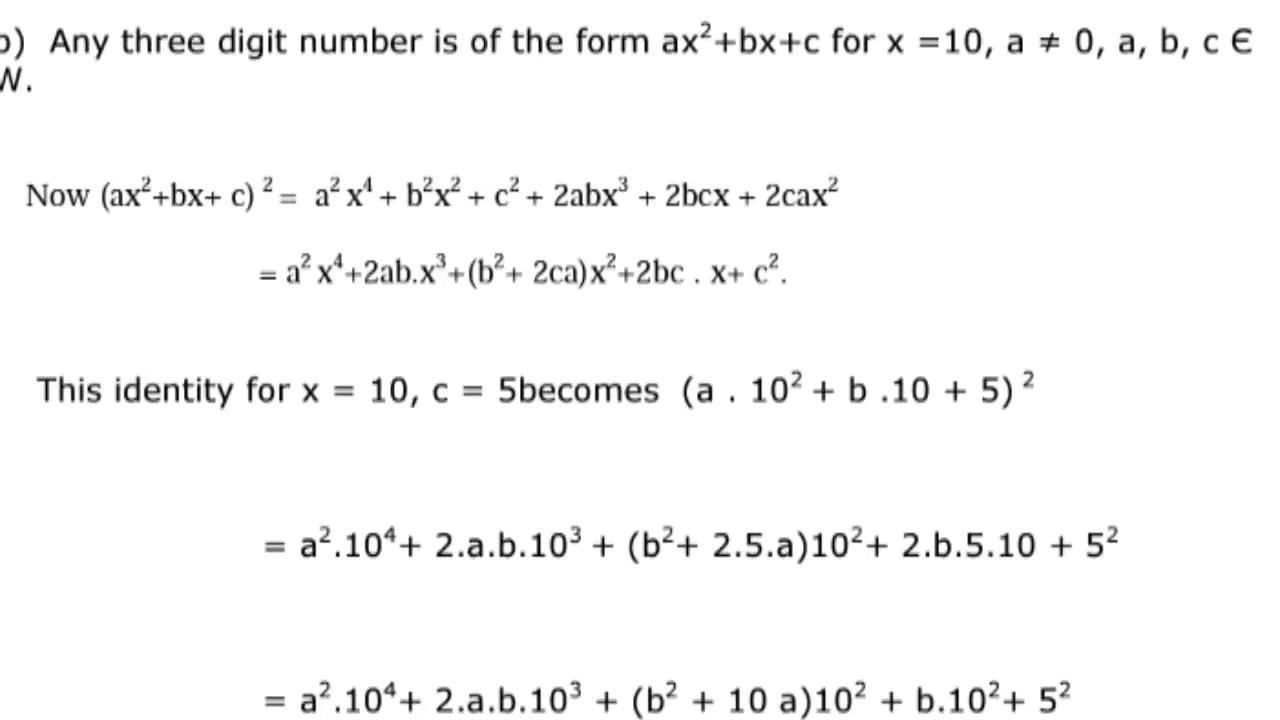 ) Any three digit number is of the form ax²+bx+c for x =10, a ≠ 0, a, b, c Є
W.
Now (ax²+bx+ c) ² = a² x⁴ + b²x² + c² + 2abx³ + 2bcx + 2cax²
= a² x⁴+2ab.x³+(b²+ 2ca)x²+2bc . x+ c².
This identity for x = 10, c = 5becomes (a . 10² + b .10 + 5) ²
= a².10⁴+ 2.a.b.10³ + (b²+ 2.5.a)10²+ 2.b.5.10 + 5²
= a².10⁴+ 2.a.b.10³ + (b² + 10 a)10² + b.10²+ 5²